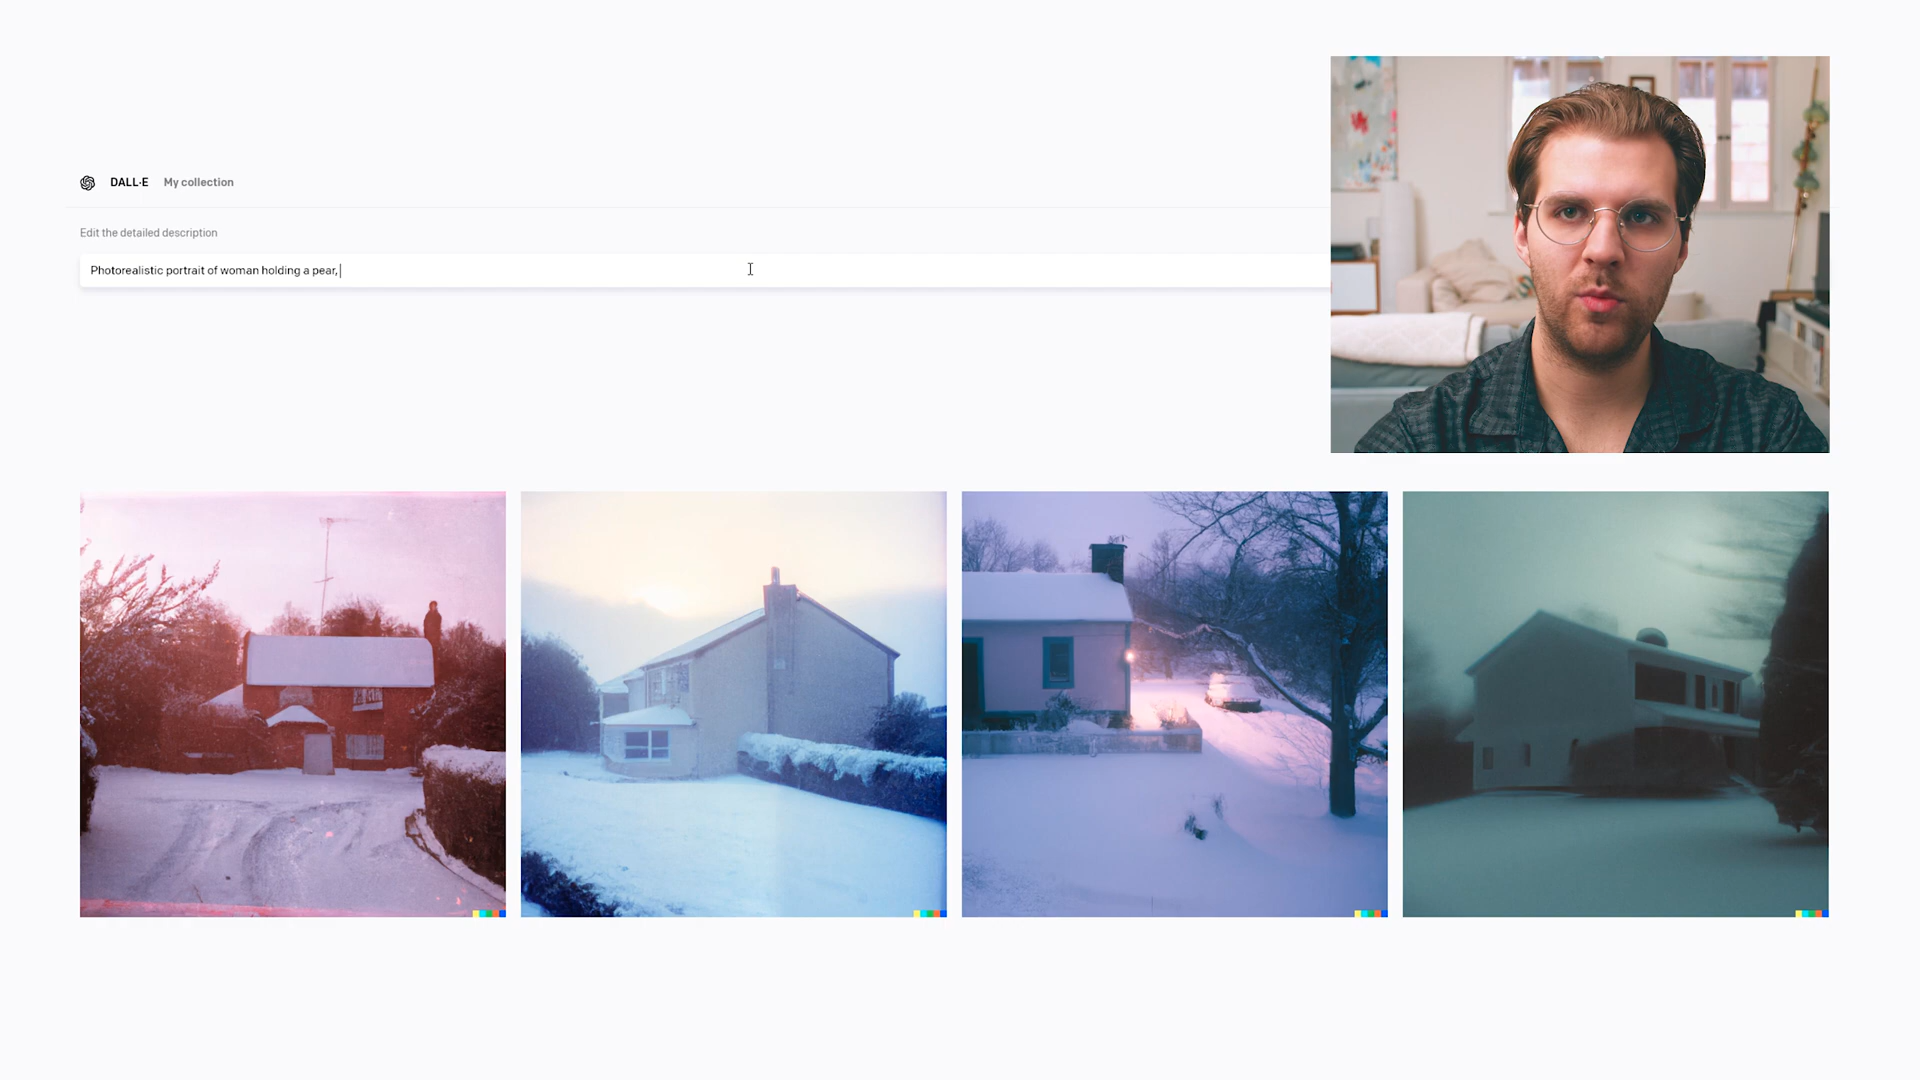 DALL·E My collection
Edit the detailed description
Photorealistic portrait of woman holding a pear,